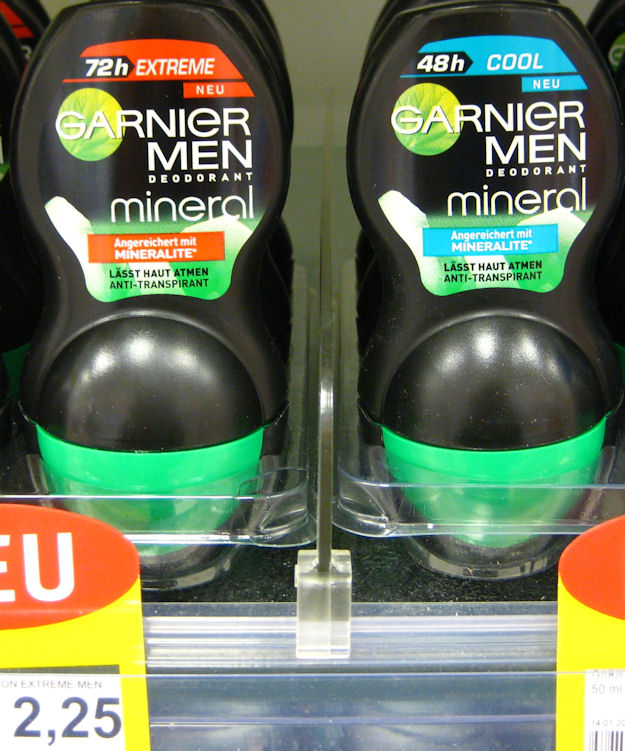 72h EXTREME
NEU
GARNIER
MEN
DEODORANT
mineral
Angereichert mit
MINERALITE*
LÄSST HAUT ATMEN
ANTI-TRANSPIRANT
48h COOL
NEU
GARNIER
MEN
DEODORANT
mineral
Angereichert mit
MINERALITE*
LÄSST HAUT ATMEN
ANTI-TRANSPIRANT
EU
EXTREME MEN
2,25
50 ml